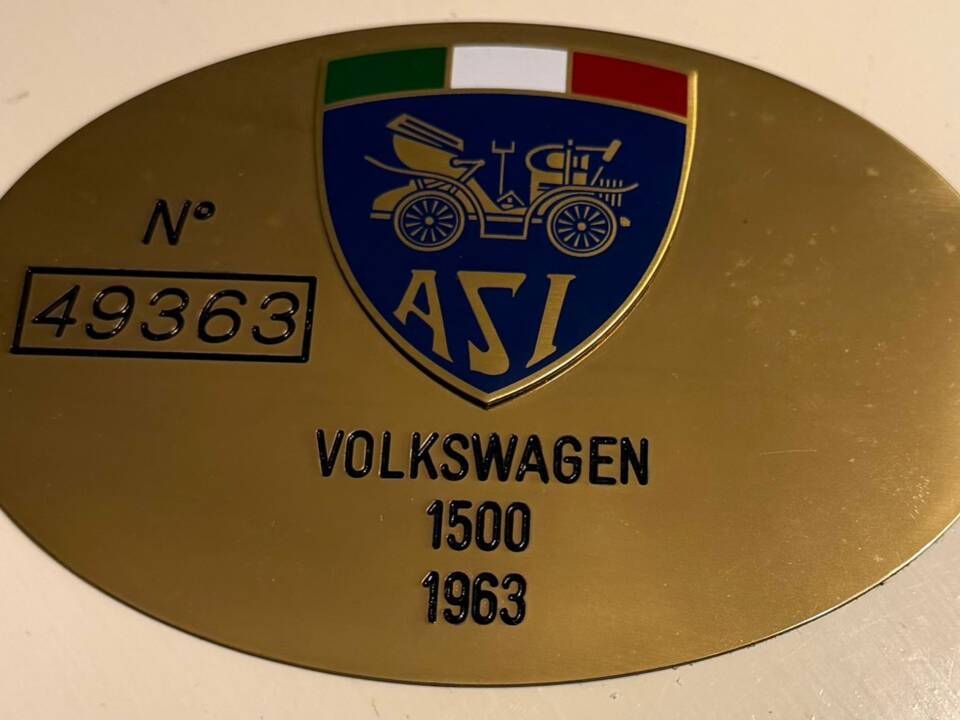 ASI
N°
49363
VOLKSWAGEN
1500
1963